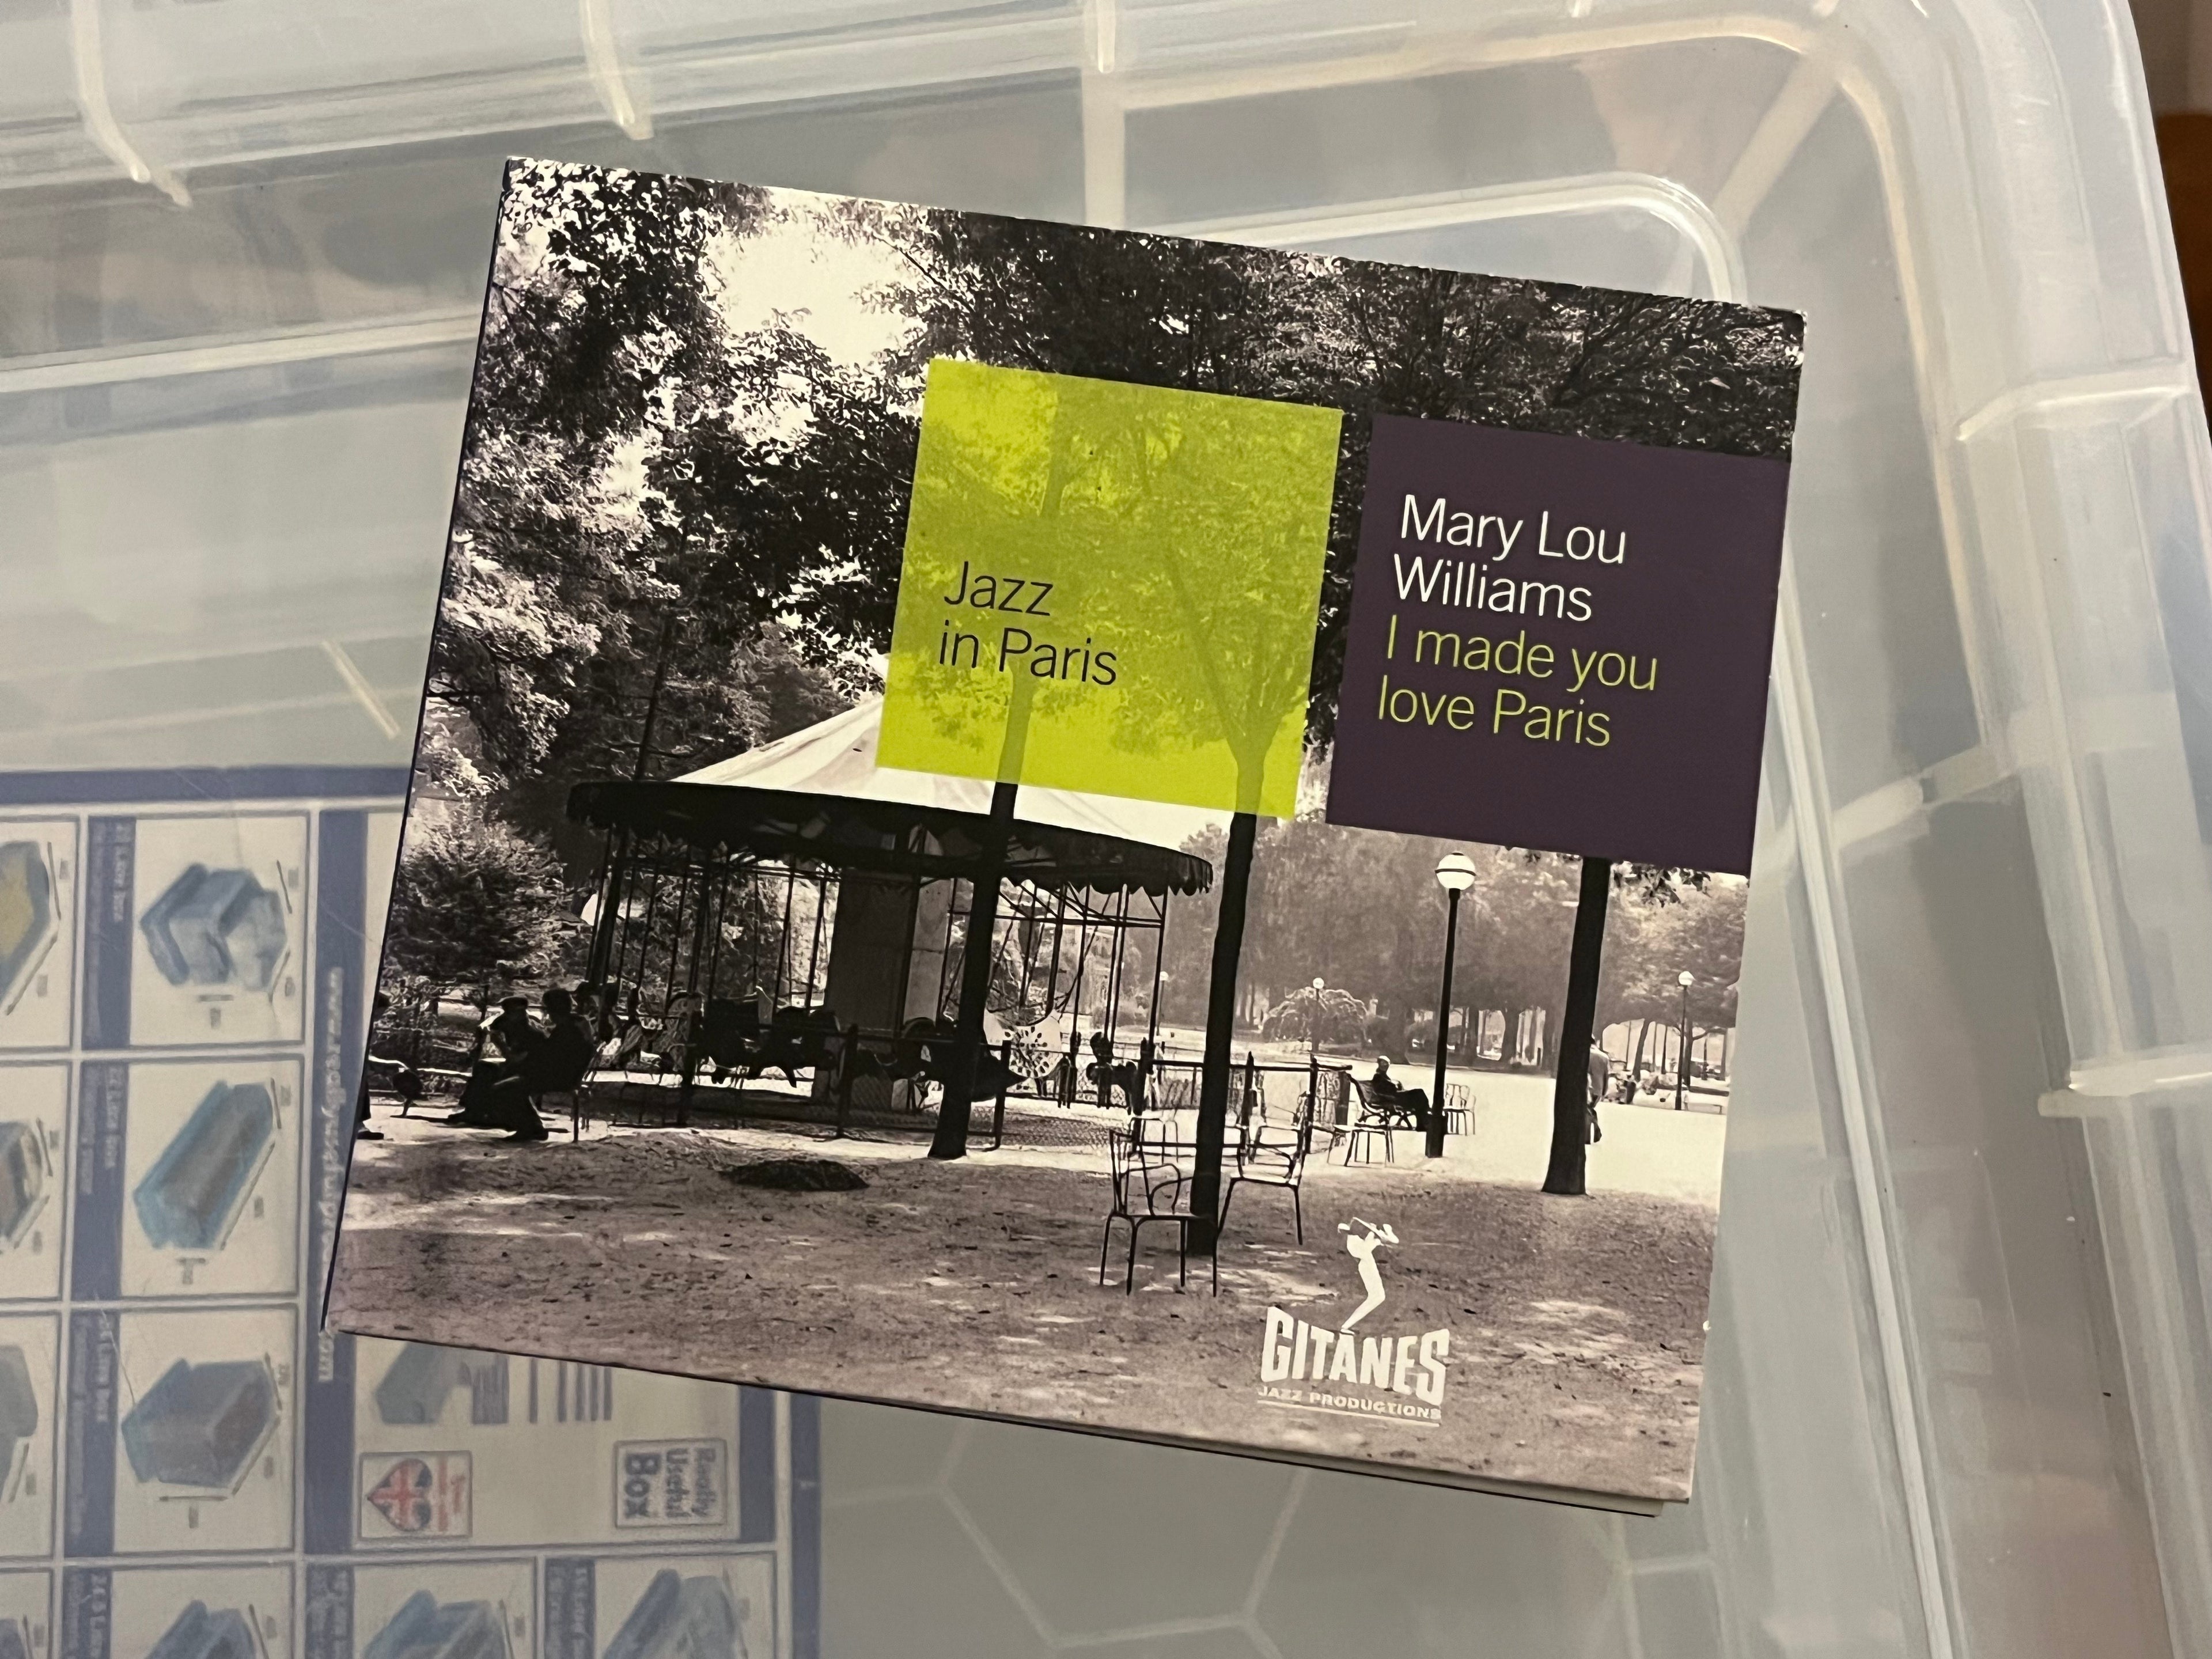 Jazz
in Paris
Mary Lou
Williams
I made you
love Paris
GITANES
JAZZ PRODUCTIONS
Really
Useful
Box